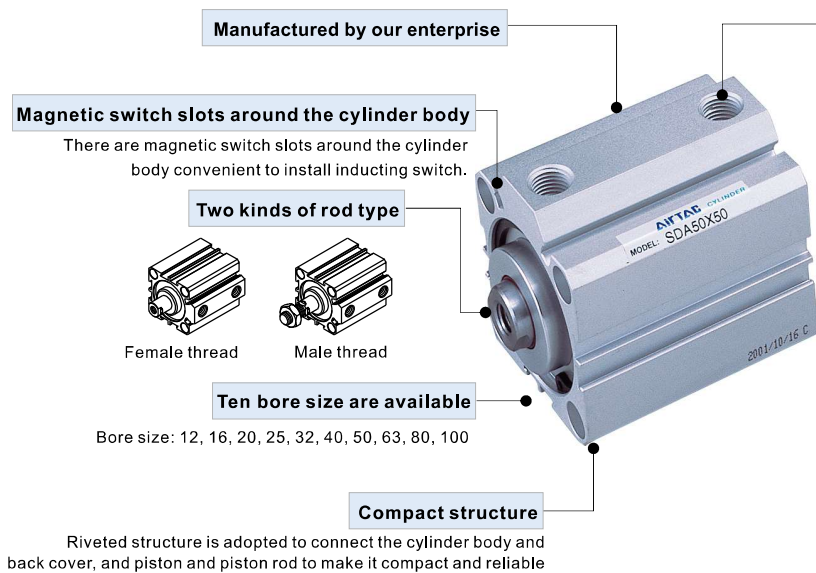 Manufactured by our enterprise
Magnetic switch slots around the cylinder body
There are magnetic switch slots around the cylinder
body convenient to install inducting switch.
Two kinds of rod type
AIRTAC CYLINDER
MODEL: SDA50X50
Female thread
Male thread
2001/10/16 C
Ten bore size are available
Bore size: 12, 16, 20, 25, 32, 40, 50, 63, 80, 100
Compact structure
Riveted structure is adopted to connect the cylinder body and
back cover, and piston and piston rod to make it compact and reliable